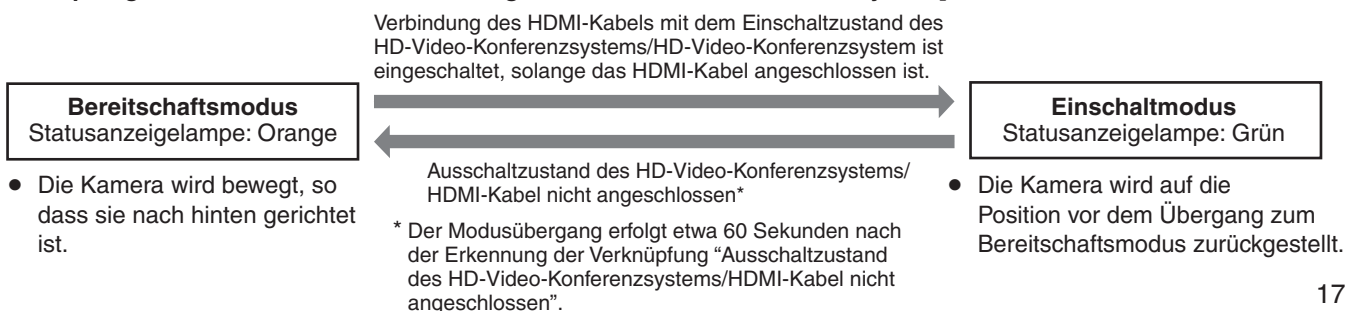 Verbindung des HDMI-Kabels mit dem Einschaltzustand des
HD-Video-Konferenzsystems/HD-Video-Konferenzsystem ist
eingeschaltet, solange das HDMI-Kabel angeschlossen ist.
Bereitschaftsmodus
Statusanzeigelampe: Orange
Einschaltmodus
Statusanzeigelampe: Grün
Ausschaltzustand des HD-Video-Konferenzsystems/
HDMI-Kabel nicht angeschlossen*
* Der Modusübergang erfolgt etwa 60 Sekunden nach
der Erkennung der Verknüpfung “Ausschaltzustand
des HD-Video-Konferenzsystems/HDMI-Kabel nicht
angeschlossen”.
• Die Kamera wird bewegt, so
dass sie nach hinten gerichtet
ist.
• Die Kamera wird auf die
Position vor dem Übergang zum
Bereitschaftsmodus zurückgestellt.
17